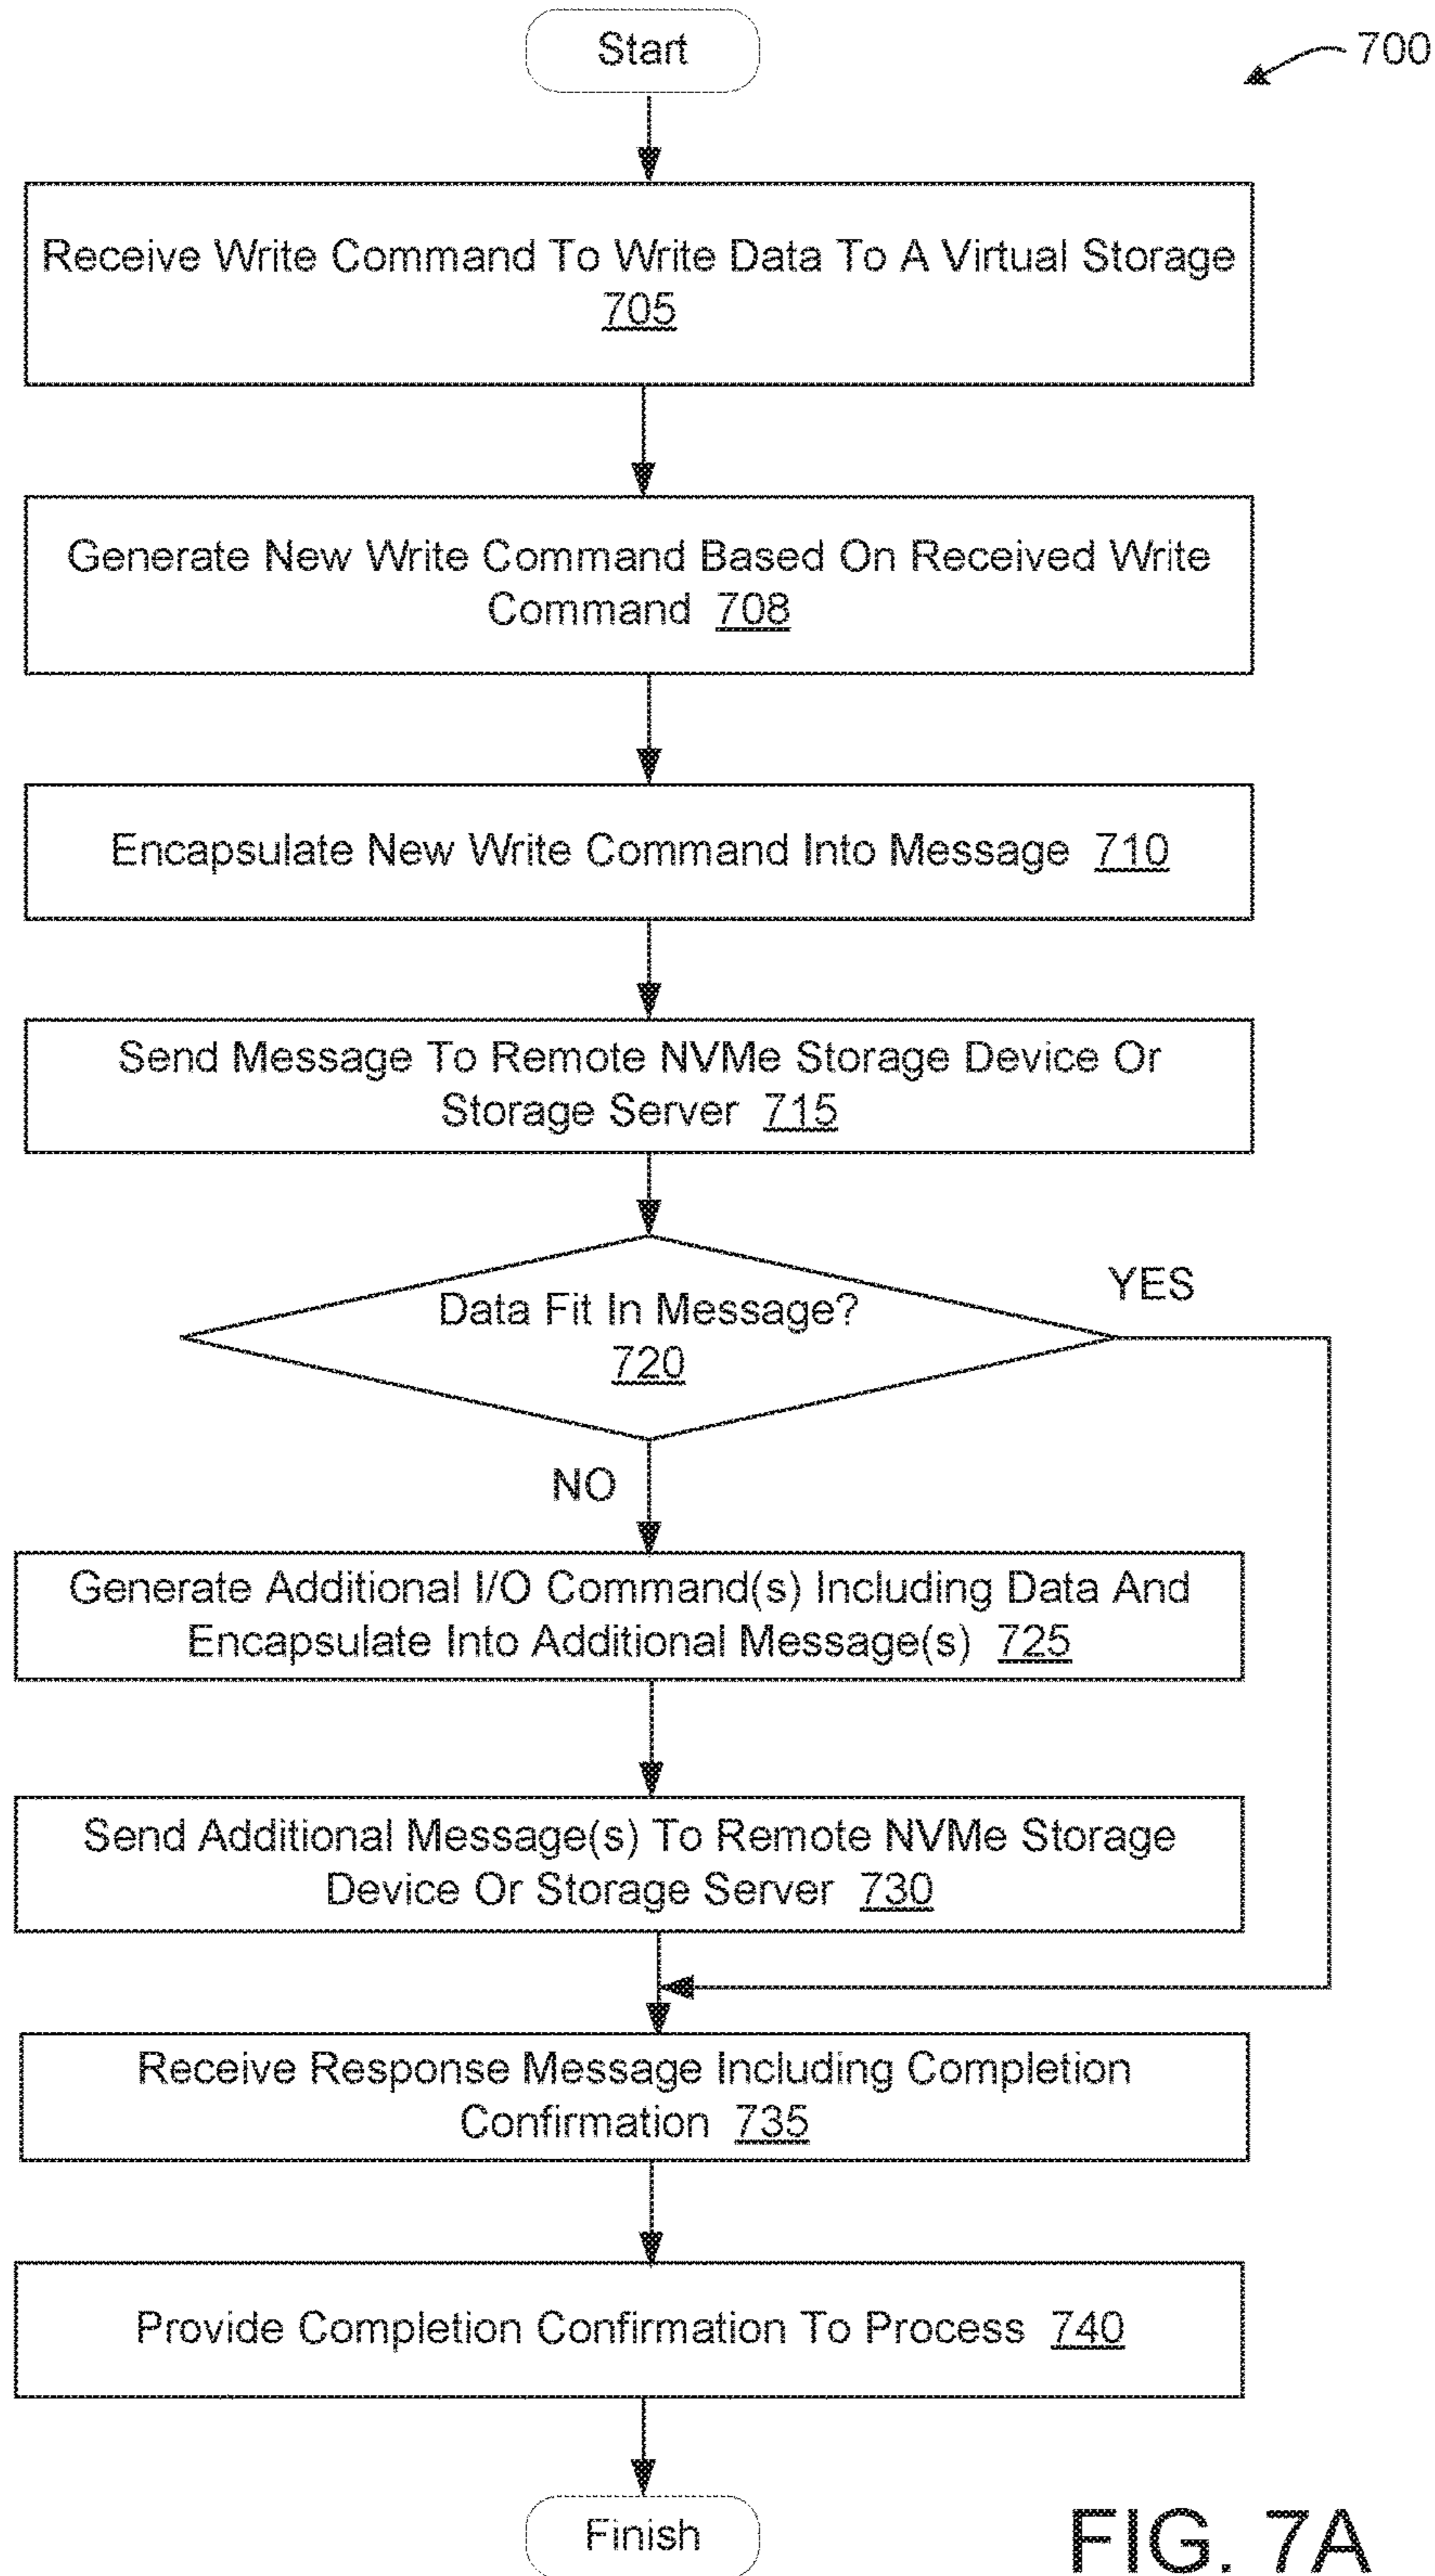 Start
700
Receive Write Command To Write Data To A Virtual Storage
705
Generate New Write Command Based On Received Write
Command 708
Encapsulate New Write Command Into Message 710
Send Message To Remote NVMe Storage Device Or
Storage Server 715
Data Fit In Message?
720
YES
NO
Generate Additional I/O Command(s) Including Data And
Encapsulate Into Additional Message(s) 725
Send Additional Message(s) To Remote NVMe Storage
Device Or Storage Server 730
Receive Response Message Including Completion
Confirmation 735
Provide Completion Confirmation To Process 740
Finish
FIG. 7A